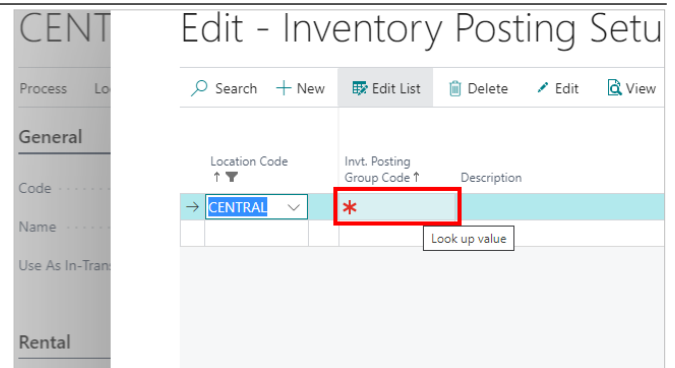 CENT
Edit - Inventory Posting Setu
Process Lo
Search New Edit List Delete Edit View
General
Location Code
↑
Invt. Posting
Group Code ↑
Description
Code
→ CENTRAL *
Name
Look up value
Use As In-Trans
Rental